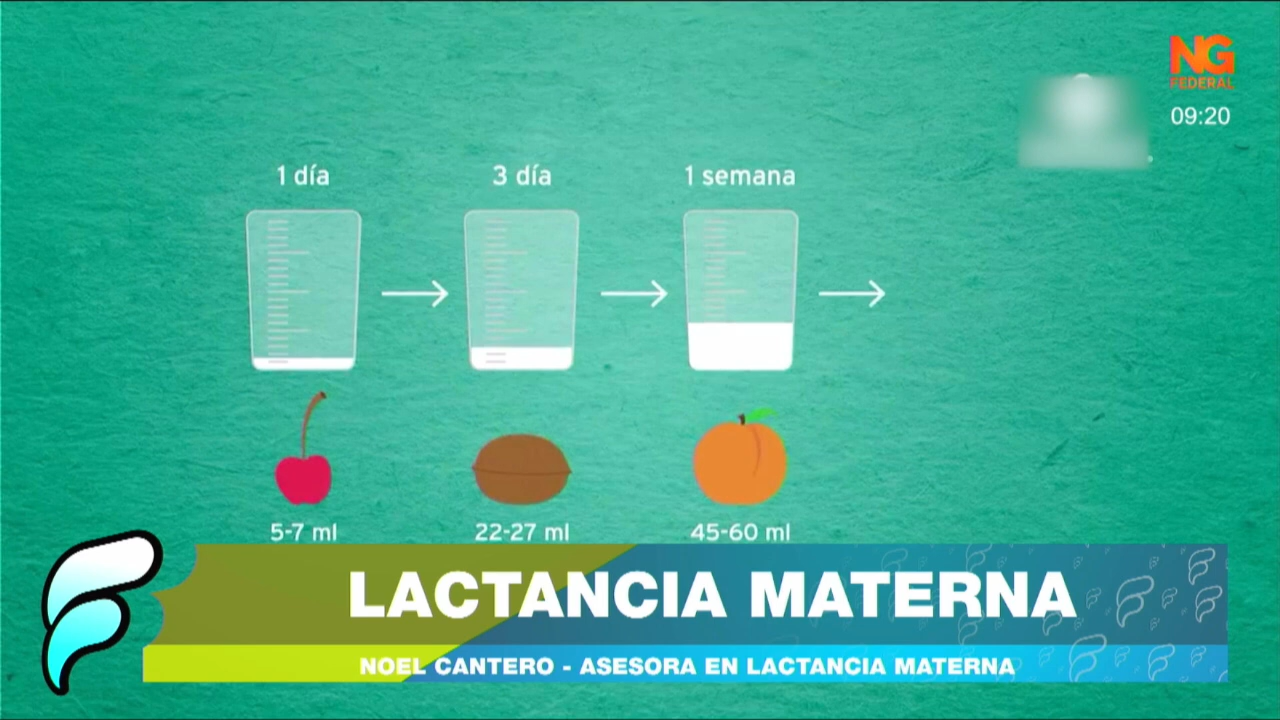 NG
FEDERAL
09:20
1 día
3 día
1 semana
5-7 ml
22-27 ml
45-60 ml
LACTANCIA MATERNA
NOEL CANTERO - ASESORA EN LACTANCIA MATERNA